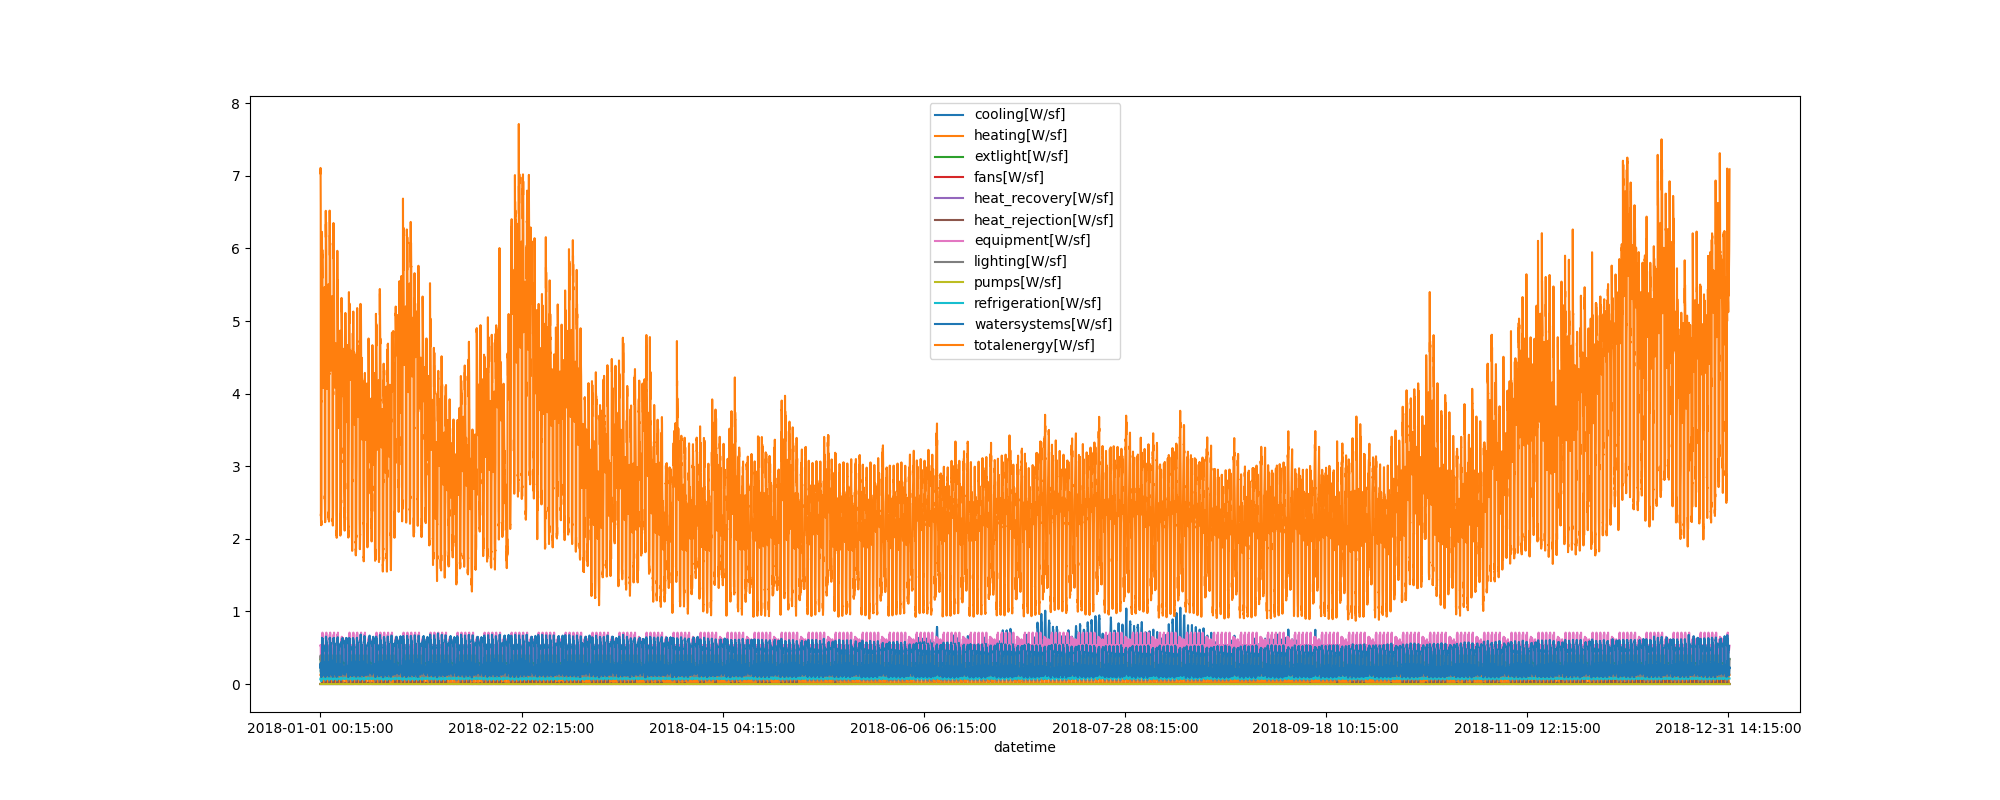 8
7
6
5
4
3
2
1
0
cooling[W/sf]
heating[W/sf]
extlight[W/sf]
fans[W/sf]
heat_recovery[W/sf]
heat_rejection[W/sf]
equipment[W/sf]
lighting[W/sf]
pumps[W/sf]
refrigeration[W/sf]
watersystems[W/sf]
totalenergy[W/sf]
2018-01-01 00:15:00 2018-02-22 02:15:00 2018-04-15 04:15:00 2018-06-06 06:15:00 2018-07-28 08:15:00 2018-09-18 10:15:00 2018-11-09 12:15:00 2018-12-31 14:15:00
datetime